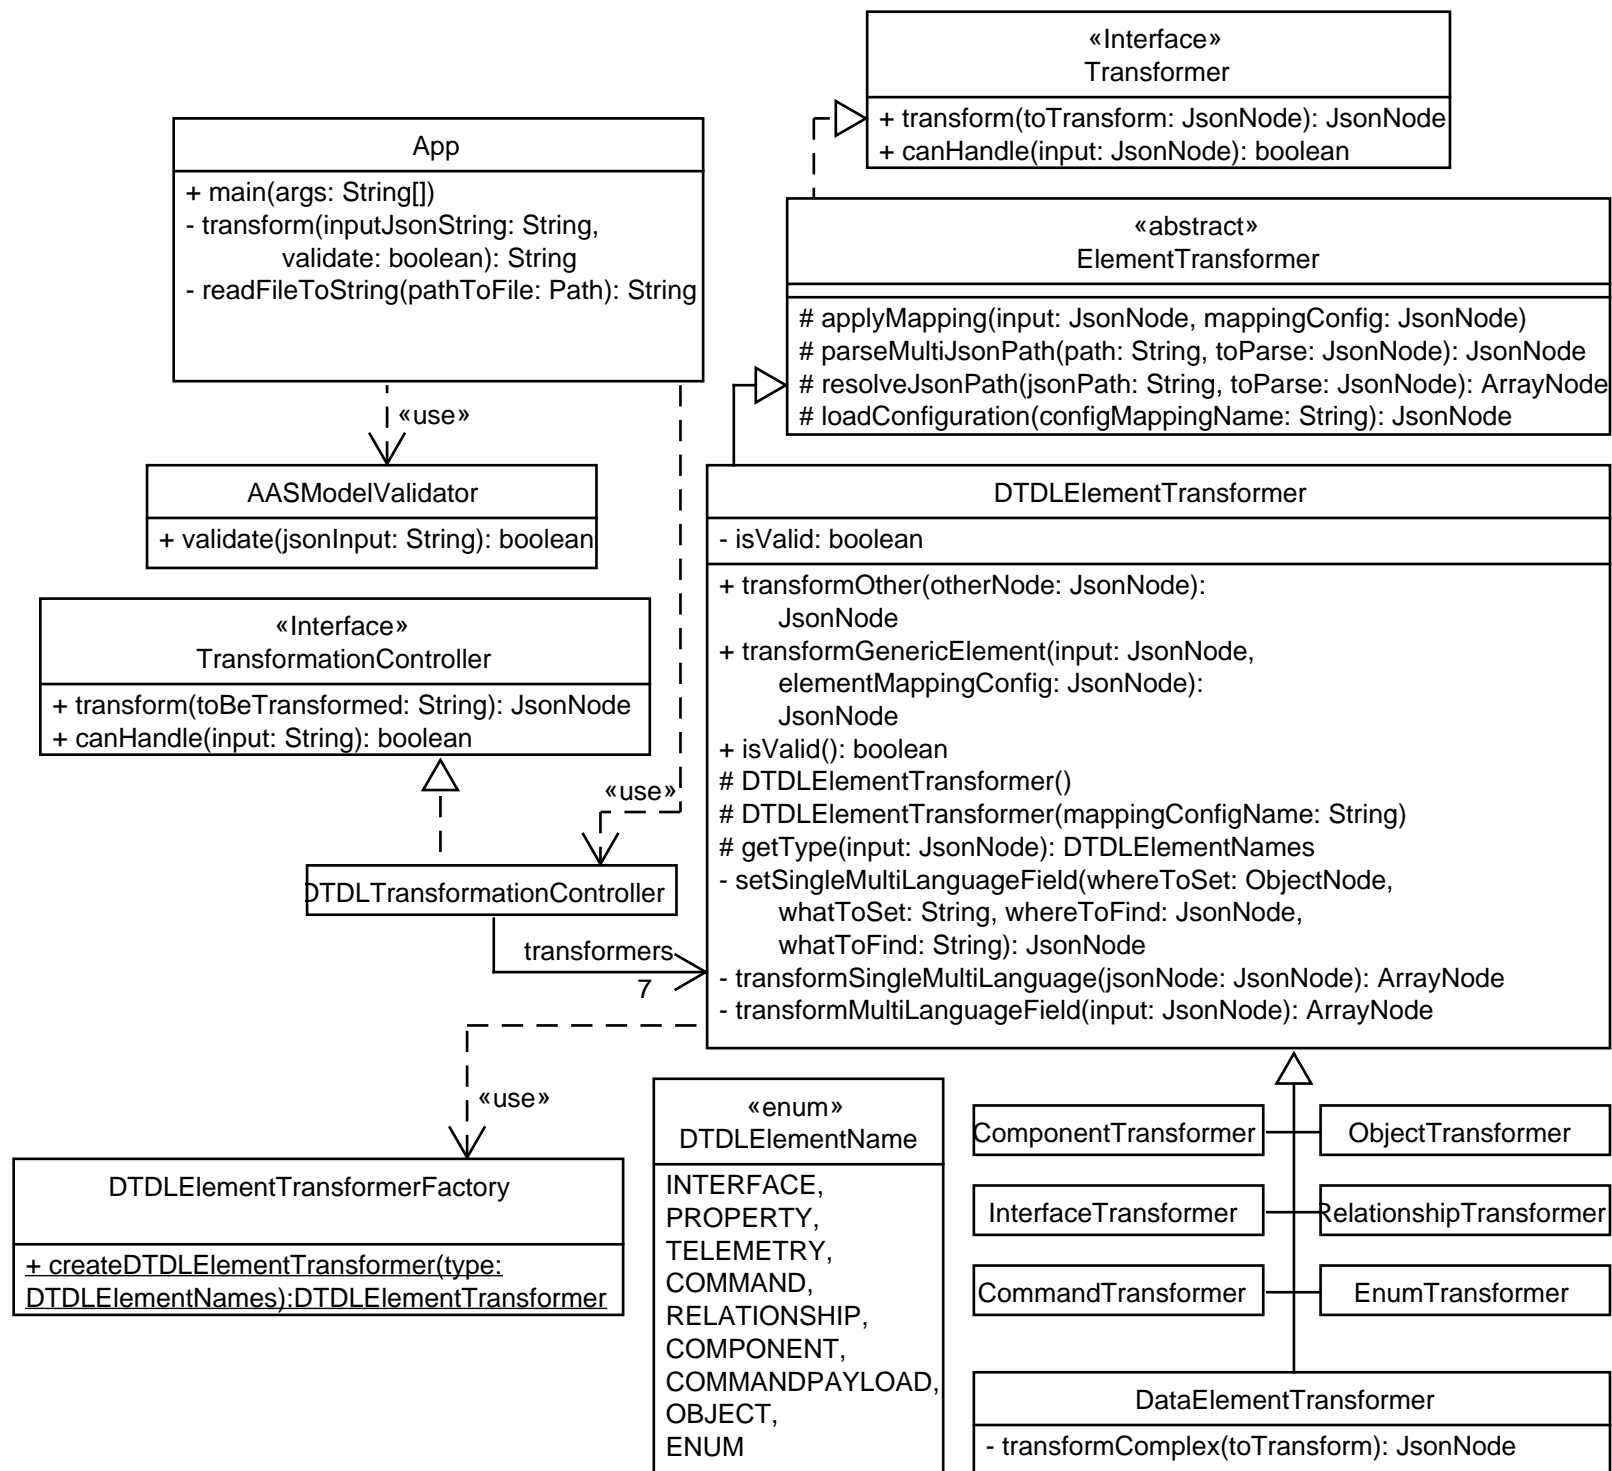 «Interface»
Transformer
+ transform(toTransform: JsonNode): JsonNode
+ canHandle(input: JsonNode): boolean
App
+ main(args: String[])
- transform(inputJsonString: String,
validate: boolean): String
- readFileToString(pathToFile: Path): String
«abstract»
ElementTransformer
# applyMapping(input: JsonNode, mappingConfig: JsonNode)
# parseMultiJsonPath(path: String, toParse: JsonNode): JsonNode
# resolveJsonPath(jsonPath: String, toParse: JsonNode): ArrayNode
# loadConfiguration(configMappingName: String): JsonNode
«use»
AASModelValidator
+ validate(jsonInput: String): boolean
«Interface»
TransformationController
+ transform(toBeTransformed: String): JsonNode
+ canHandle(input: String): boolean
«use»
DTDLTransformationController
transformers
7
DTDLElementTransformer
- isValid: boolean
+ transformOther(otherNode: JsonNode):
JsonNode
+ transformGenericElement(input: JsonNode,
elementMappingConfig: JsonNode):
JsonNode
+ isValid(): boolean
# DTDLElementTransformer()
# DTDLElementTransformer(mappingConfigName: String)
# getType(input: JsonNode): DTDLElementNames
- setSingleMultiLanguageField(whereToSet: ObjectNode,
whatToSet: String, whereToFind: JsonNode,
whatToFind: String): JsonNode
- transformSingleMultiLanguage(jsonNode: JsonNode): ArrayNode
- transformMultiLanguageField(input: JsonNode): ArrayNode
«use»
DTDLElementTransformerFactory
+ createDTDLElementTransformer(type:
DTDLElementNames):DTDLElementTransformer
«enum»
DTDLElementName
INTERFACE,
PROPERTY,
TELEMETRY,
COMMAND,
RELATIONSHIP,
COMPONENT,
COMMANDPAYLOAD,
OBJECT,
ENUM
ComponentTransformer
ObjectTransformer
InterfaceTransformer
RelationshipTransformer
CommandTransformer
EnumTransformer
DataElementTransformer
- transformComplex(toTransform): JsonNode